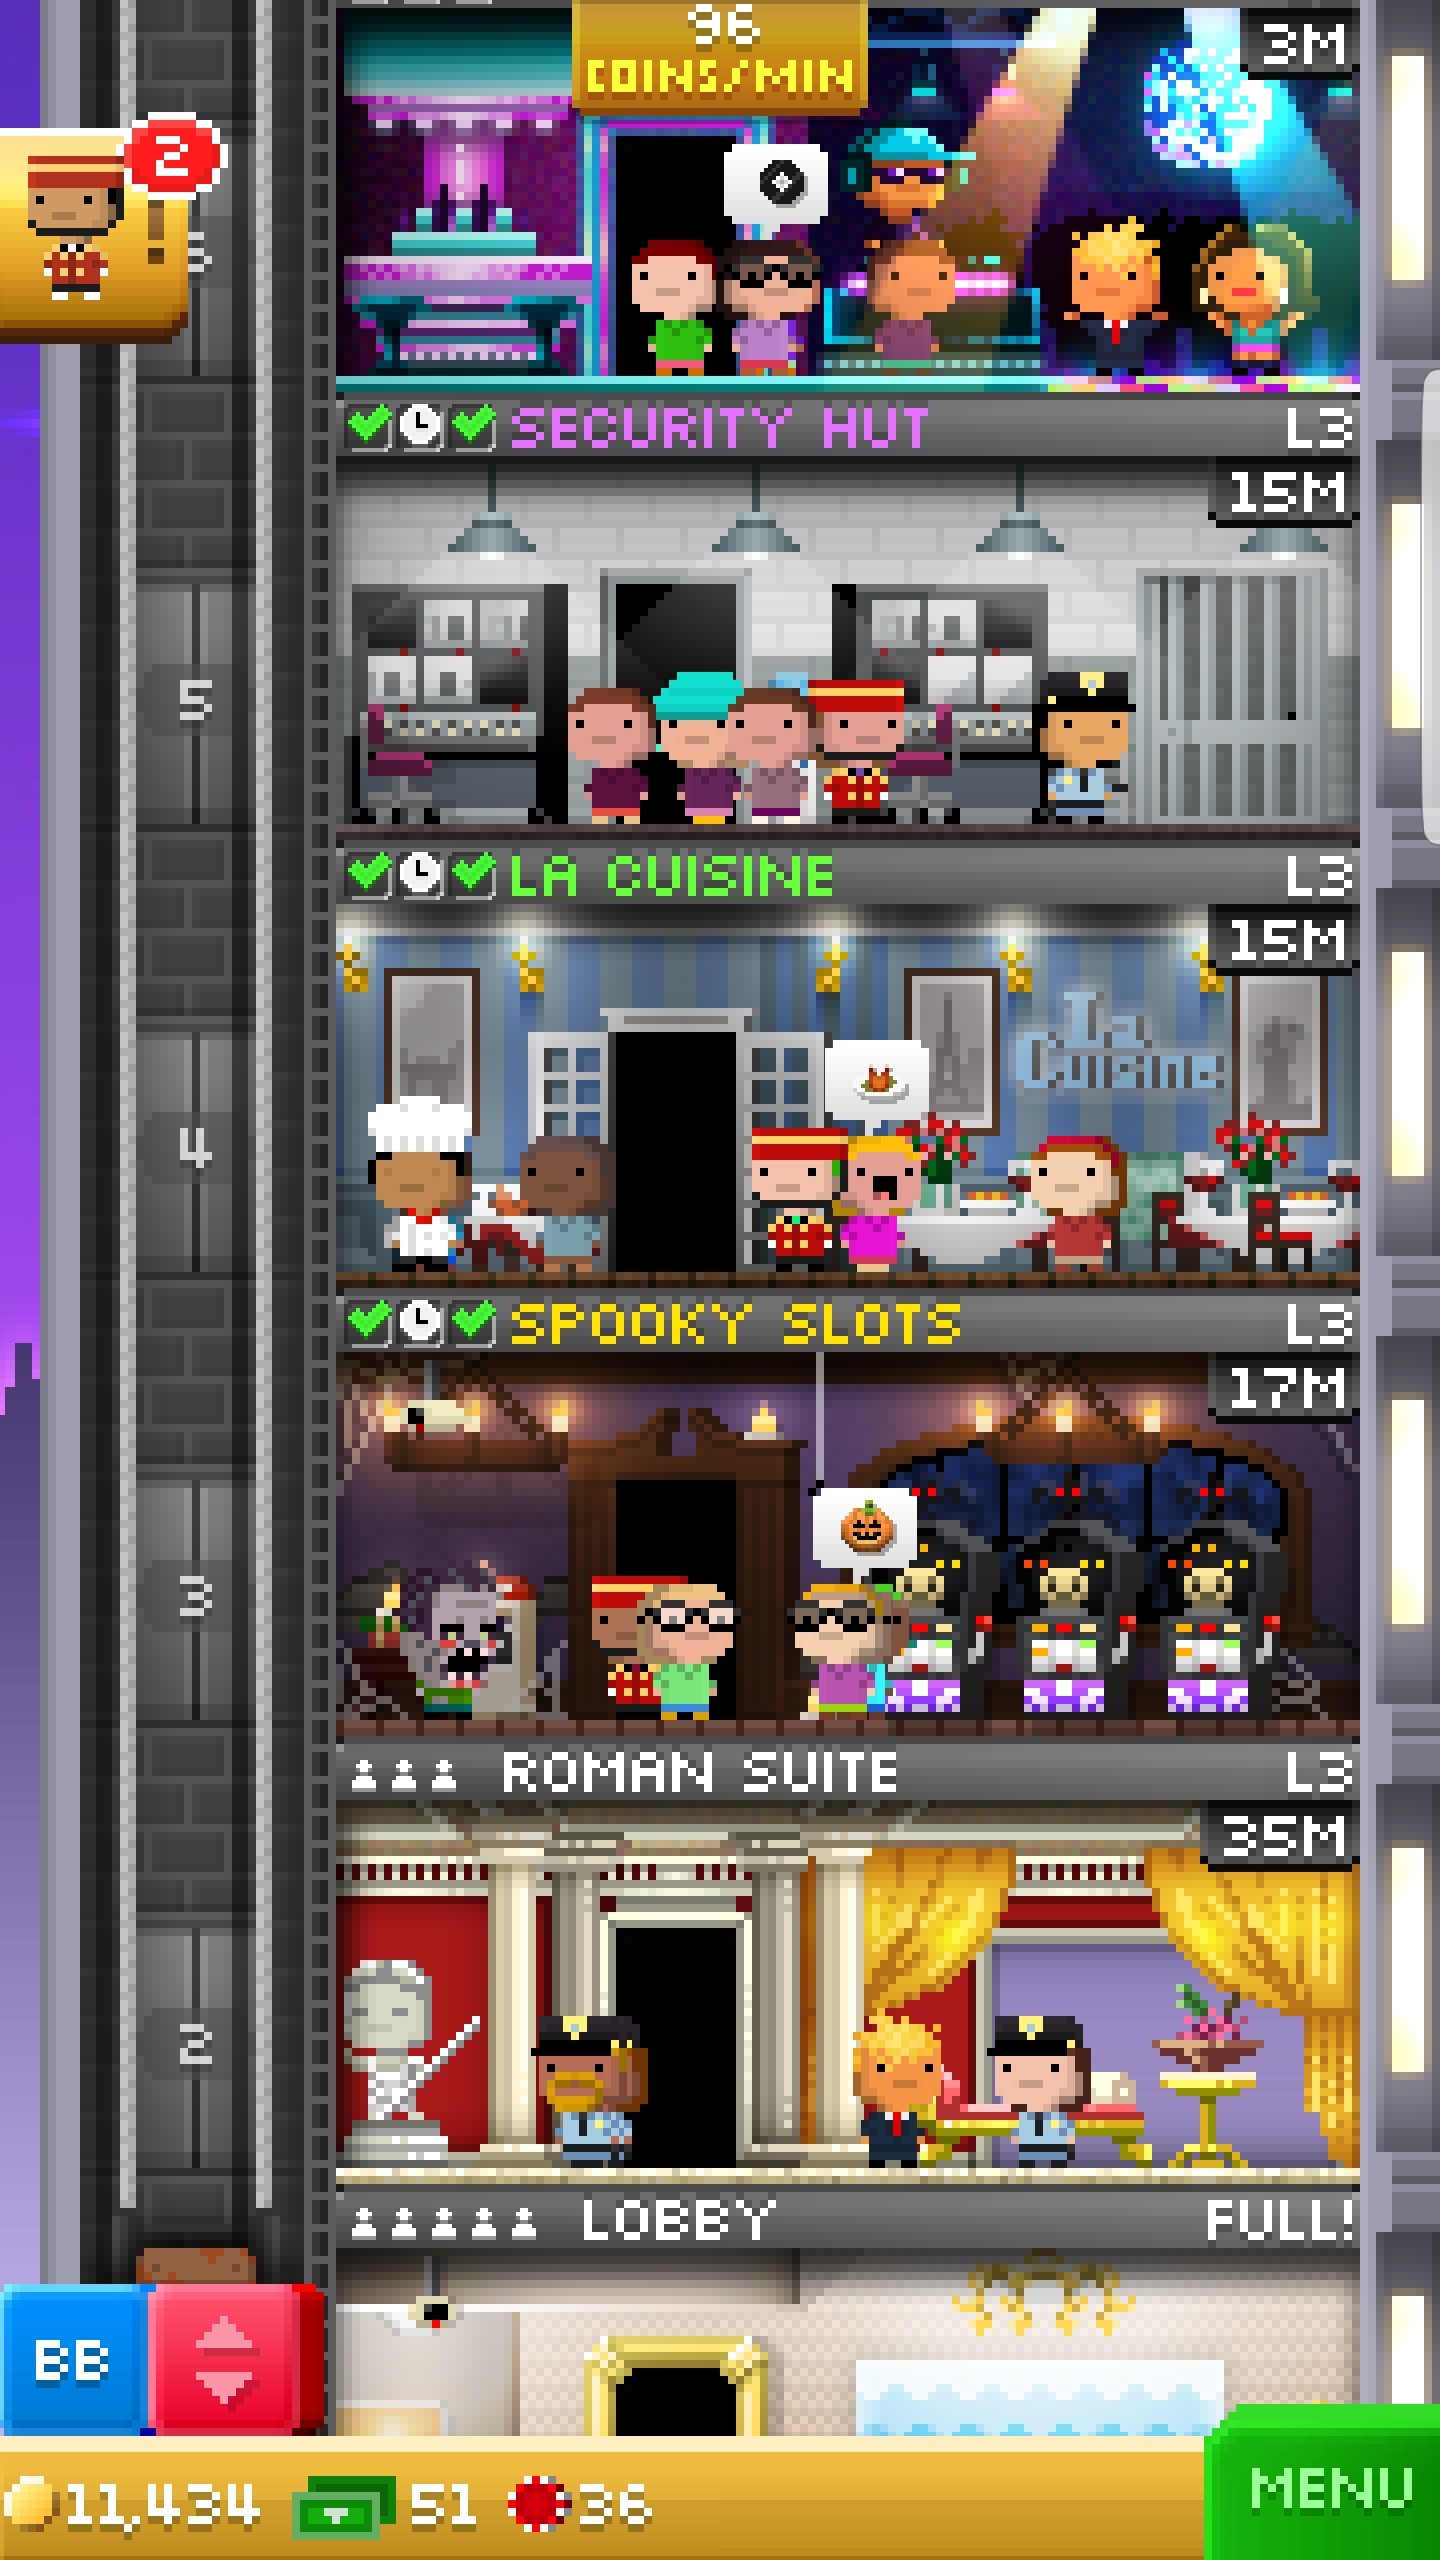 96
COINS/MIN
3M
2
SECURITY HUT L3
15M
5
LA CUISINE L3
15M
La
Cuisine
4
SPOOKY SLOTS L3
17M
3
ROMAN SUITE L3
35M
2
LOBBY FULL!
BB
11,434 51 36
MENU